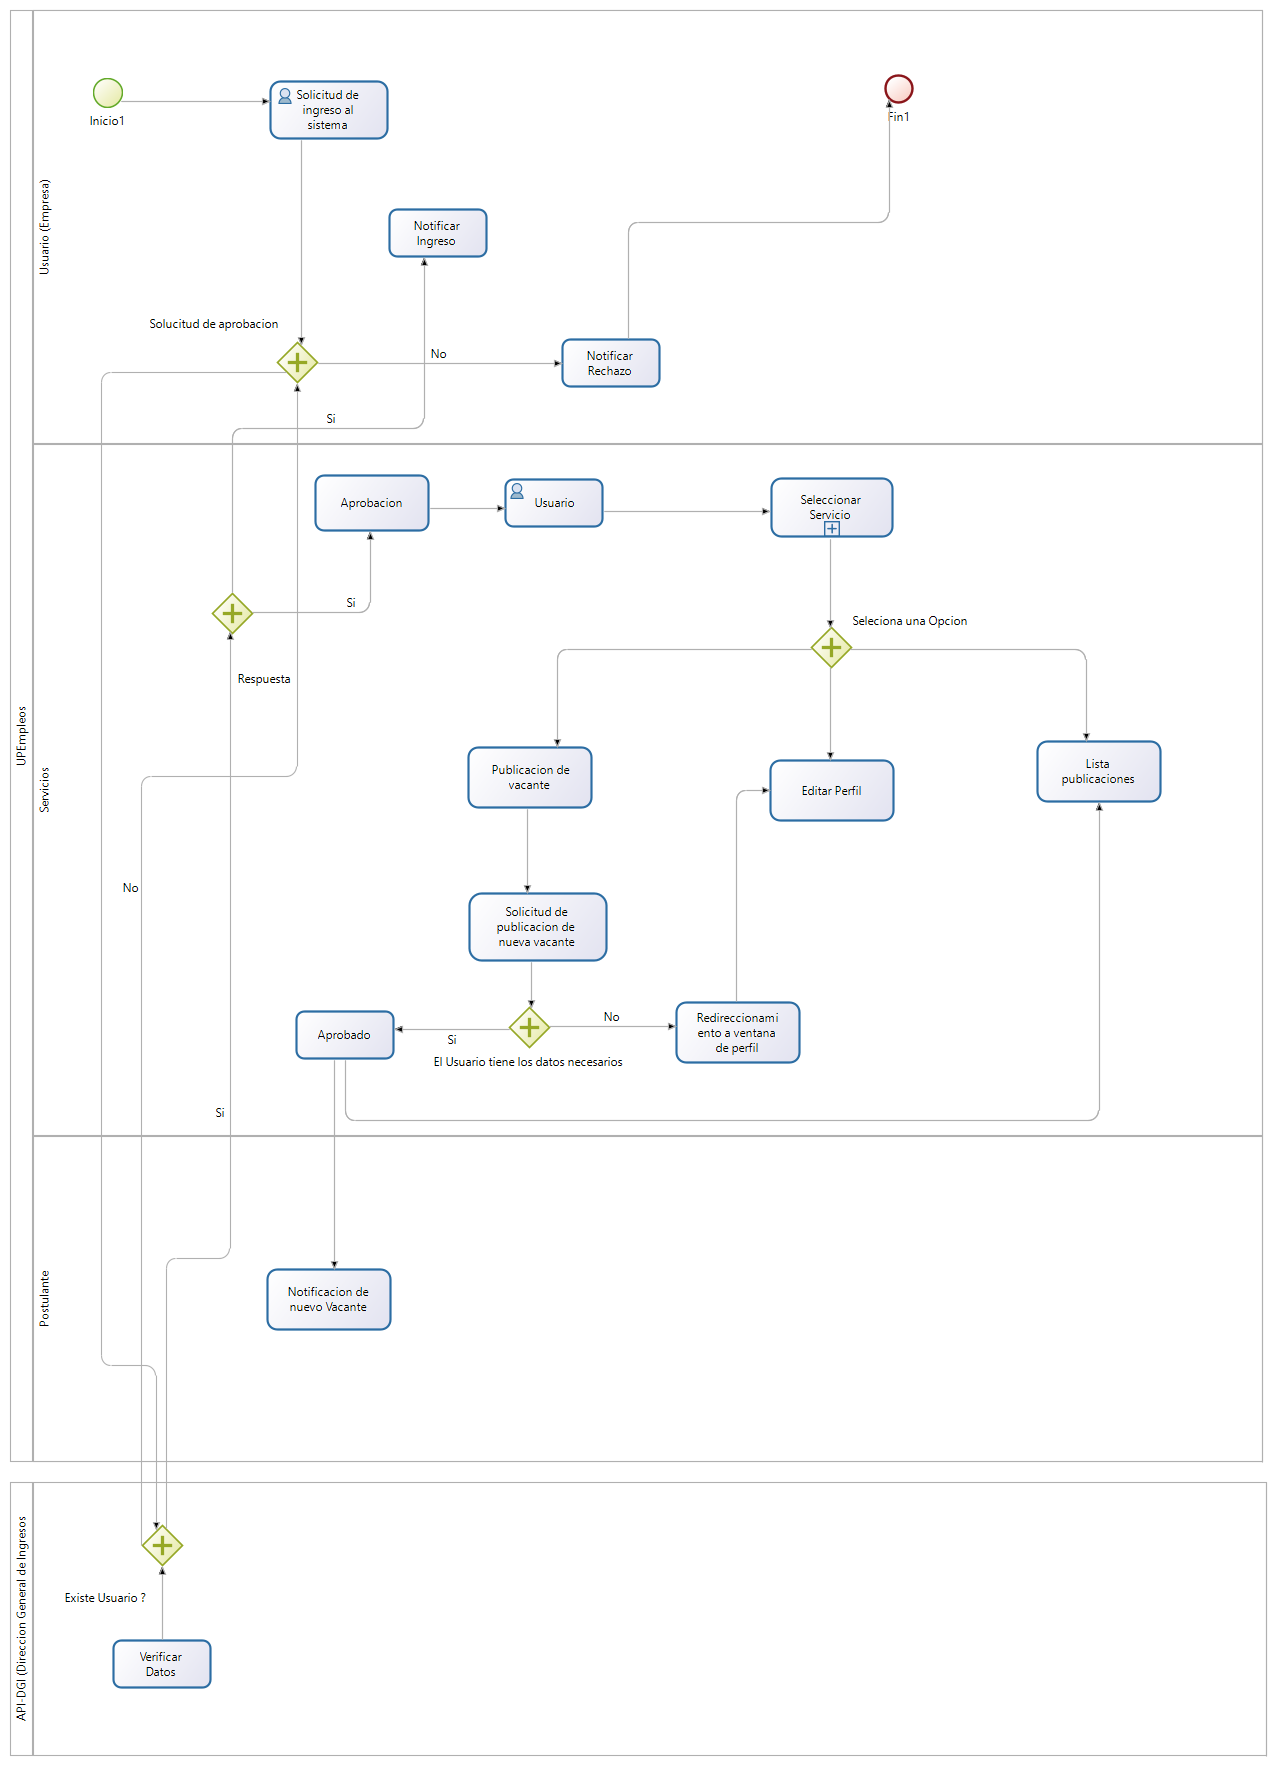 UPEmpleos
Usuario (Empresa)
Inicio1
Solicitud de
ingreso al
sistema
Fin1
Notificar
Ingreso
Solucitud de aprobacion
No
Notificar
Rechazo
Si
Servicios
Aprobacion
Usuario
Seleccionar
Servicio
Si
Seleciona una Opcion
Respuesta
Publicacion de
vacante
Editar Perfil
Lista
publicaciones
No
Solicitud de
publicacion de
nueva vacante
Aprobado
Si
No
Redireccionami
ento a ventana
de perfil
El Usuario tiene los datos necesarios
Si
Postulante
Notificacion de
nuevo Vacante
API-DGI (Direccion General de Ingresos
Existe Usuario ?
Verificar
Datos